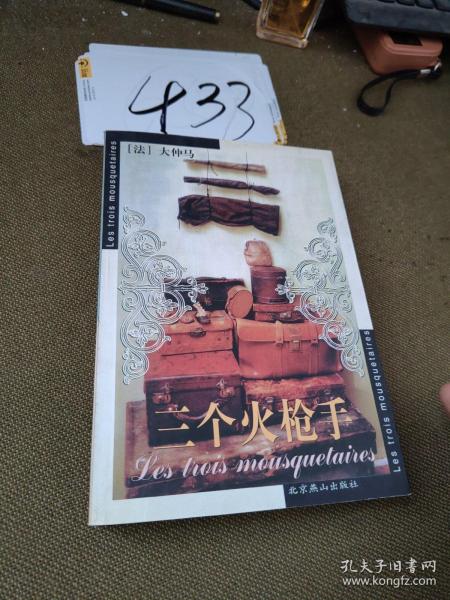 433
[法] 大仲马
Les trois mousquetaires
Les trois mousquetaires
三个火枪手
Les trois mousquetaires
北京燕山出版社
孔夫子旧书网
www.kongfz.com